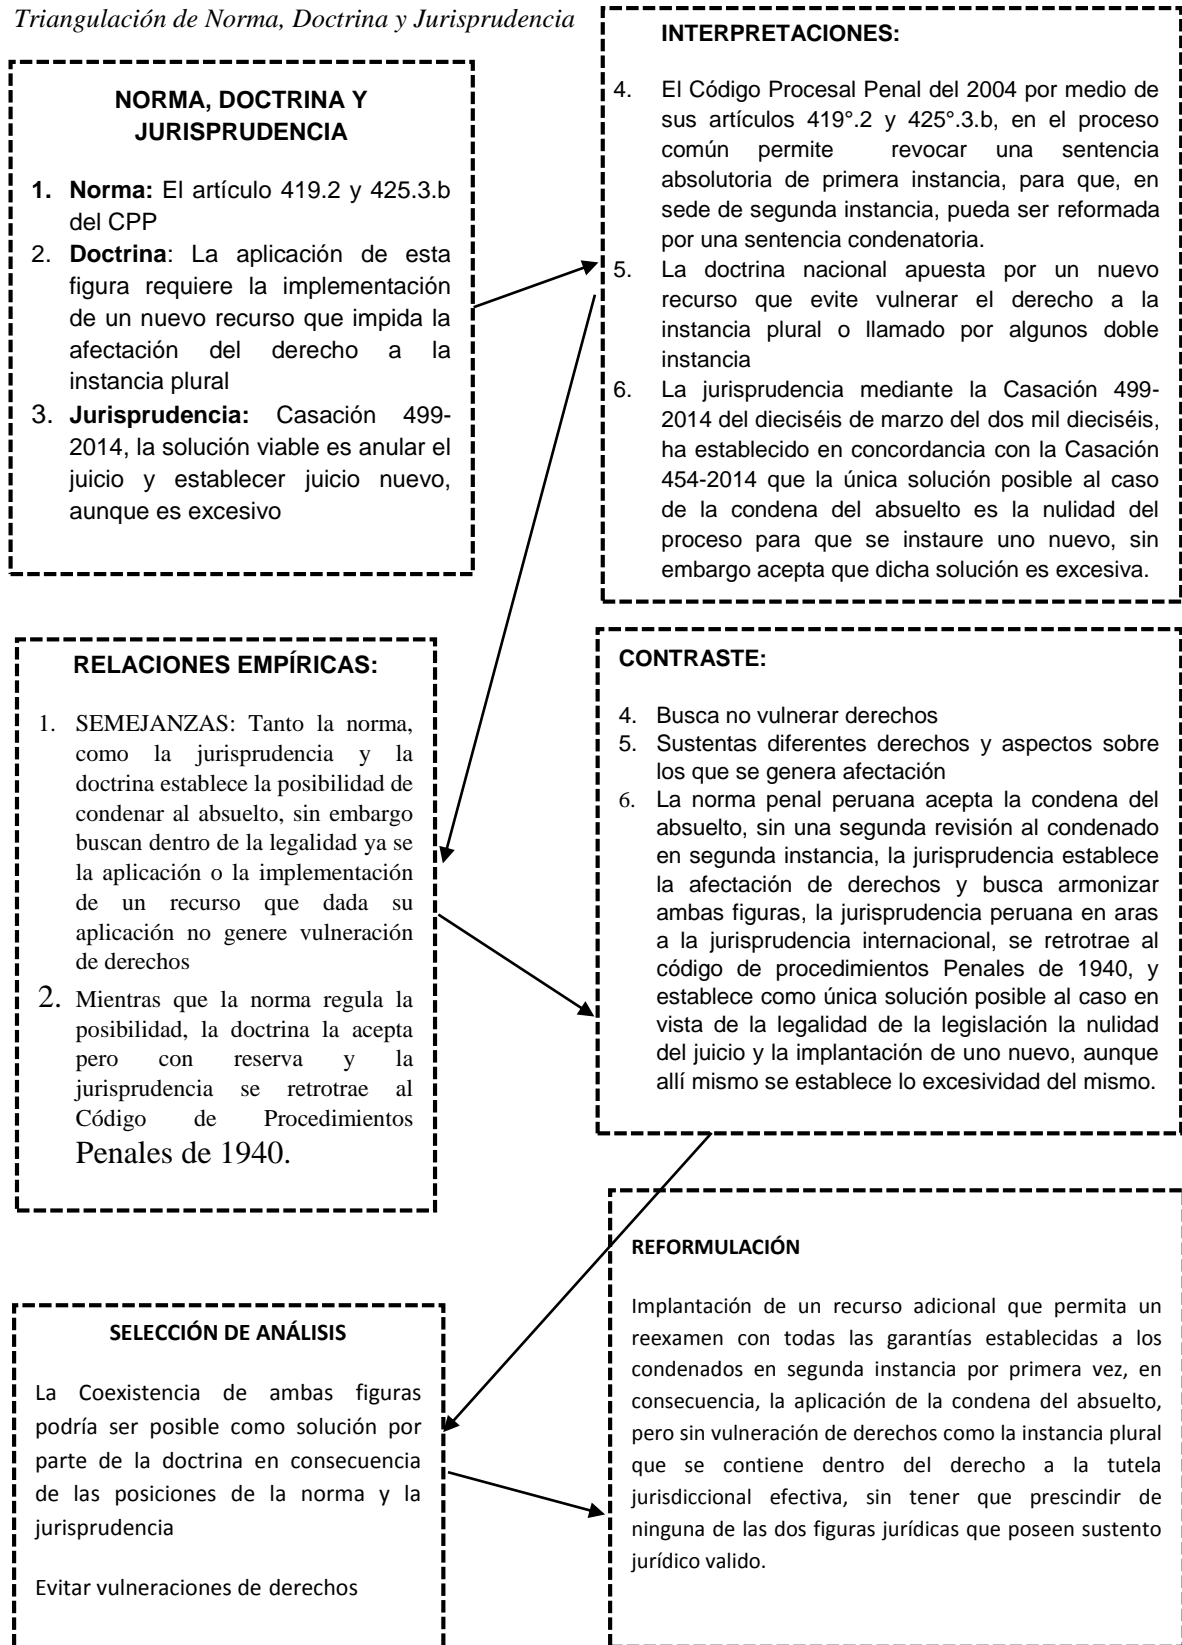 Triangulación de Norma, Doctrina y Jurisprudencia
NORMA, DOCTRINA Y
JURISPRUDENCIA
1. Norma: El artículo 419.2 y 425.3.b
del CPP
2. Doctrina: La aplicación de esta
figura requiere la implementación
de un nuevo recurso que impida la
afectación del derecho a la
instancia plural
3. Jurisprudencia: Casación 499-
2014, la solución viable es anular el
juicio y establecer juicio nuevo,
aunque es excesivo
INTERPRETACIONES:
4. El Código Procesal Penal del 2004 por medio de
sus artículos 419°.2 y 425°.3.b, en el proceso
común permite revocar una sentencia
absolutoria de primera instancia, para que, en
sede de segunda instancia, pueda ser reformada
por una sentencia condenatoria.
5. La doctrina nacional apuesta por un nuevo
recurso que evite vulnerar el derecho a la
instancia plural o llamado por algunos doble
instancia
6. La jurisprudencia mediante la Casación 499-
2014 del dieciséis de marzo del dos mil dieciséis,
ha establecido en concordancia con la Casación
454-2014 que la única solución posible al caso
de la condena del absuelto es la nulidad del
proceso para que se instaure uno nuevo, sin
embargo acepta que dicha solución es excesiva.
RELACIONES EMPÍRICAS:
1. SEMEJANZAS: Tanto la norma,
como la jurisprudencia y la
doctrina establece la posibilidad de
condenar al absuelto, sin embargo
buscan dentro de la legalidad ya se
la aplicación o la implementación
de un recurso que dada su
aplicación no genere vulneración
de derechos
2. Mientras que la norma regula la
posibilidad, la doctrina la acepta
pero con reserva y la
jurisprudencia se retrotrae al
Código de Procedimientos
Penales de 1940.
CONTRASTE:
4. Busca no vulnerar derechos
5. Sustentas diferentes derechos y aspectos sobre
los que se genera afectación
6. La norma penal peruana acepta la condena del
absuelto, sin una segunda revisión al condenado
en segunda instancia, la jurisprudencia establece
la afectación de derechos y busca armonizar
ambas figuras, la jurisprudencia peruana en aras
a la jurisprudencia internacional, se retrotrae al
código de procedimientos Penales de 1940, y
establece como única solución posible al caso en
vista de la legalidad de la legislación la nulidad
del juicio y la implantación de uno nuevo, aunque
allí mismo se establece lo excesividad del mismo.
SELECCIÓN DE ANÁLISIS
La Coexistencia de ambas figuras
podría ser posible como solución por
parte de la doctrina en consecuencia
de las posiciones de la norma y la
jurisprudencia
Evitar vulneraciones de derechos
REFORMULACIÓN
Implantación de un recurso adicional que permita un
reexamen con todas las garantías establecidas a los
condenados en segunda instancia por primera vez, en
consecuencia, la aplicación de la condena del absuelto,
pero sin vulneración de derechos como la instancia plural
que se contiene dentro del derecho a la tutela
jurisdiccional efectiva, sin tener que prescindir de
ninguna de las dos figuras jurídicas que poseen sustento
jurídico valido.